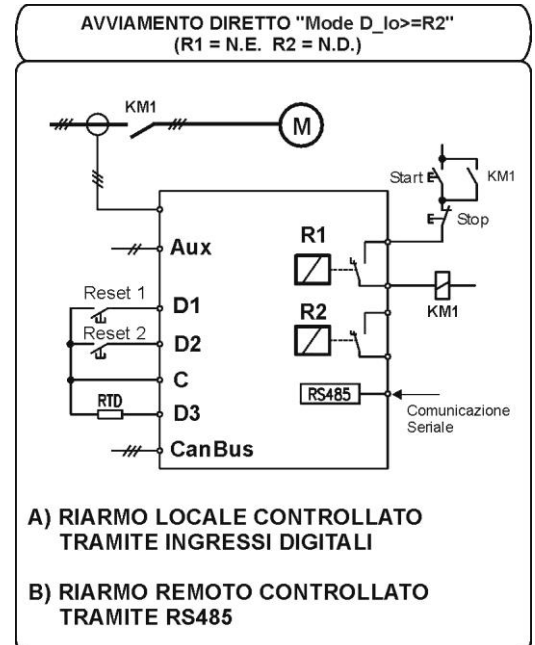 AVVIAMENTO DIRETTO "Mode D_Io>=R2"
(R1 = N.E. R2 = N.D.)
KM1
M
Start
KM1
Stop
R1
Aux
KM1
Reset 1
D1
R2
Reset 2
D2
C
RTD
D3
RS485
Comunicazione
Seriale
CanBus
A) RIARMO LOCALE CONTROLLATO
TRAMITE INGRESSI DIGITALI
B) RIARMO REMOTO CONTROLLATO
TRAMITE RS485